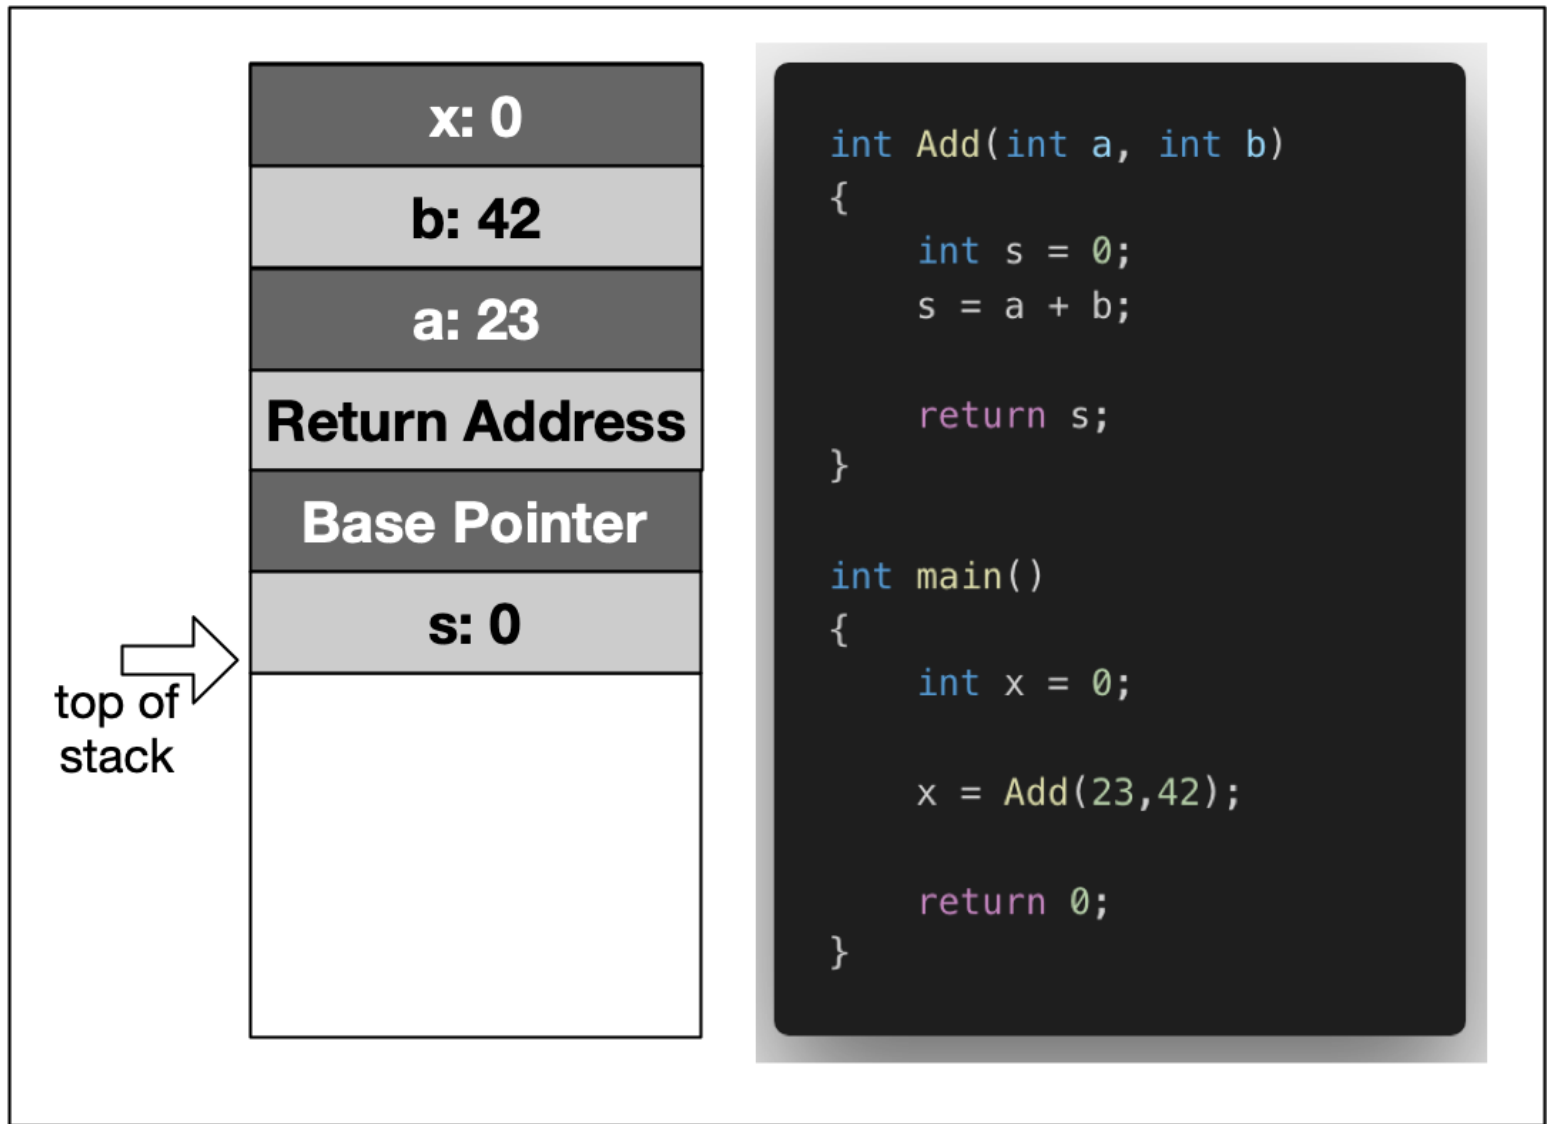 x: 0
b: 42
a: 23
Return Address
Base Pointer
s: 0
top of
stack
int Add(int a, int b)
{
    int s = 0;
    s = a + b;
    return s;
}
int main()
{
    int x = 0;
    x = Add(23,42);
    return 0;
}